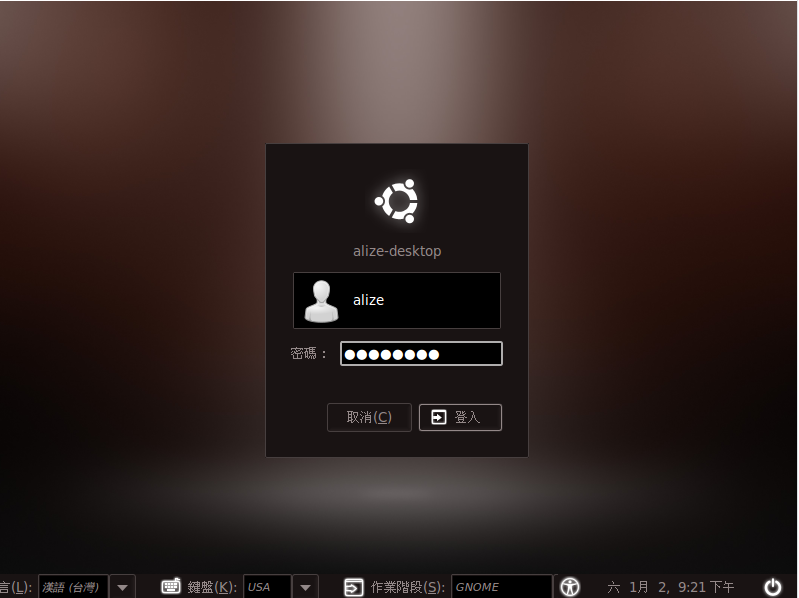 alize-desktop
alize
密碼：
取消(C) 登入
言(L): 漢語 (台灣) 鍵盤(K): USA 作業階段(S): GNOME 六 1月 2, 9:21 下午